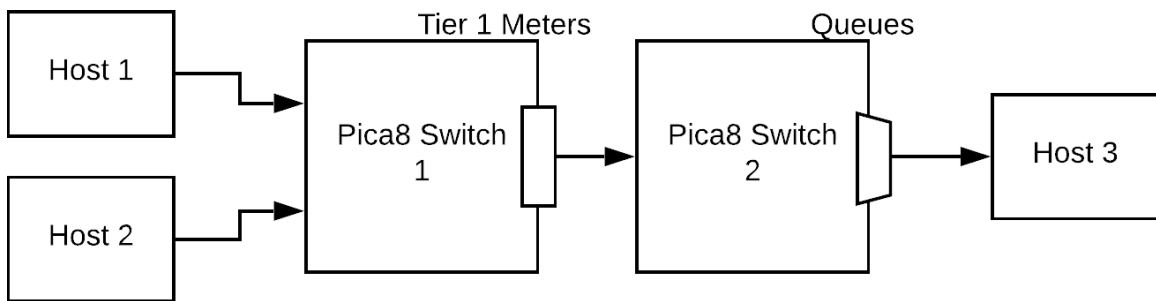 Tier 1 Meters
Queues
Host 1
Pica8 Switch
1
Pica8 Switch
2
Host 3
Host 2